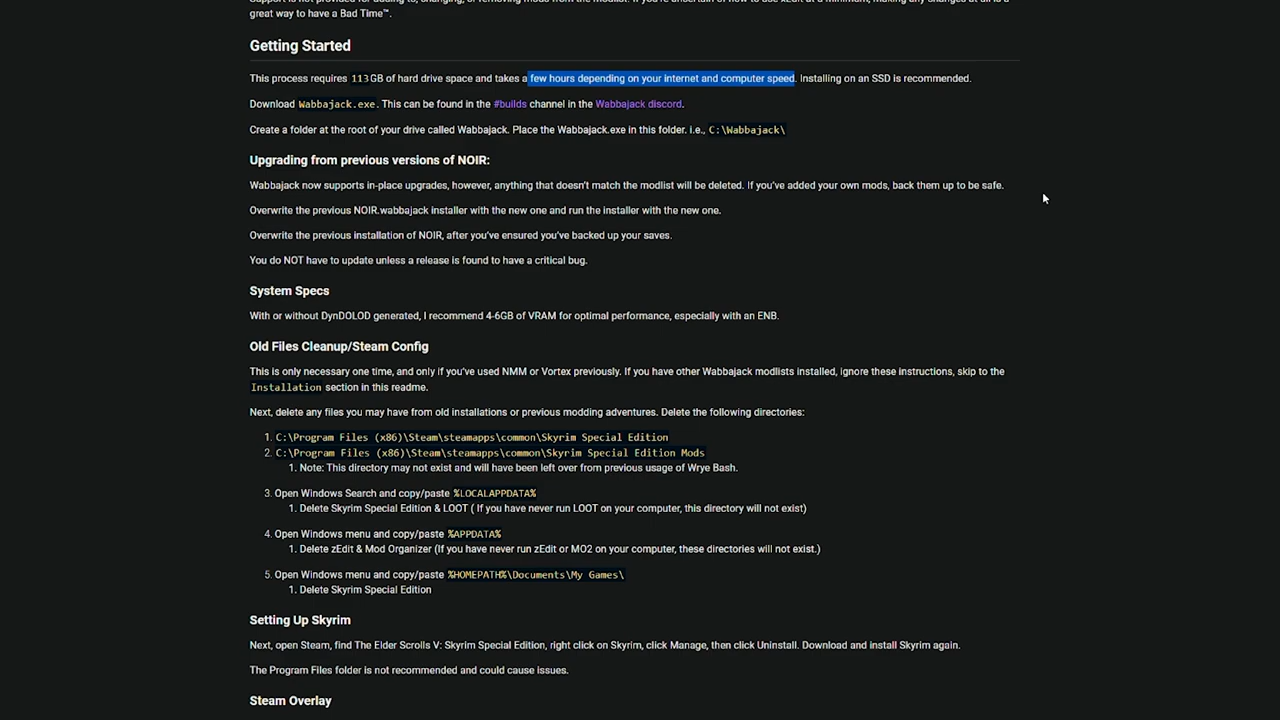 great way to have a Bad Time™.
Getting Started
This process requires 113GB of hard drive space and takes a few hours depending on your internet and computer speed. Installing on an SSD is recommended.
Download Wabbajack.exe. This can be found in the #builds channel in the Wabbajack discord.
Create a folder at the root of your drive called Wabbajack. Place the Wabbajack.exe in this folder. i.e., C:\Wabbajack\
Upgrading from previous versions of NOIR:
Wabbajack now supports in-place upgrades, however, anything that doesn't match the modlist will be deleted. If you've added your own mods, back them up to be safe.
Overwrite the previous NOIR.wabbajack installer with the new one and run the installer with the new one.
Overwrite the previous installation of NOIR, after you've ensured you've backed up your saves.
You do NOT have to update unless a release is found to have a critical bug.
System Specs
With or without DynDOLOD generated, I recommend 4-6GB of VRAM for optimal performance, especially with an ENB.
Old Files Cleanup/Steam Config
This is only necessary one time, and only if you've used NMM or Vortex previously. If you have other Wabbajack modlists installed, ignore these instructions, skip to the
Installation section in this readme.
Next, delete any files you may have from old installations or previous modding adventures. Delete the following directories:
1. C:\Program Files (x86)\Steam\steamapps\common\Skyrim Special Edition
2. C:\Program Files (x86)\Steam\steamapps\common\Skyrim Special Edition Mods
1. Note: This directory may not exist and will have been left over from previous usage of Wrye Bash.
3. Open Windows Search and copy/paste %LOCALAPPDATA%
1. Delete Skyrim Special Edition & LOOT ( If you have never run LOOT on your computer, this directory will not exist)
4. Open Windows menu and copy/paste %APPDATA%
1. Delete zEdit & Mod Organizer (If you have never run zEdit or MO2 on your computer, these directories will not exist.)
5. Open Windows menu and copy/paste %HOMEPATH%\Documents\My Games\
1. Delete Skyrim Special Edition
Setting Up Skyrim
Next, open Steam, find The Elder Scrolls V: Skyrim Special Edition, right click on Skyrim, click Manage, then click Uninstall. Download and install Skyrim again.
The Program Files folder is not recommended and could cause issues.
Steam Overlay